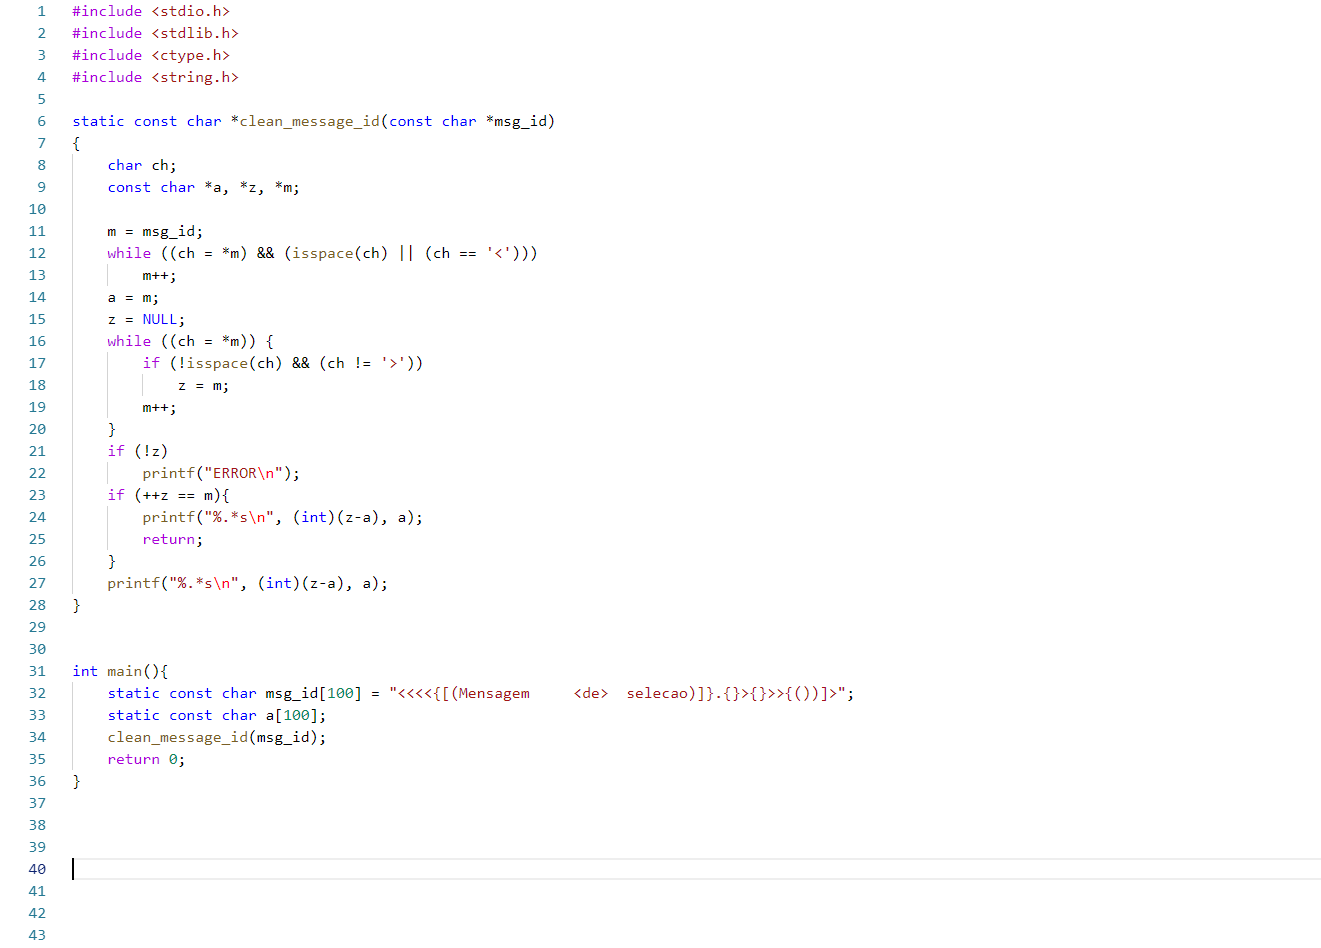 1 #include <stdio.h>
2 #include <stdlib.h>
3 #include <ctype.h>
4 #include <string.h>
5
6 static const char *clean_message_id(const char *msg_id)
7 {
8     char ch;
9     const char *a, *z, *m;
10
11     m = msg_id;
12     while ((ch = *m) && (isspace(ch) || (ch == '<')))
13         m++;
14     a = m;
15     z = NULL;
16     while ((ch = *m)) {
17         if (!isspace(ch) && (ch != '>'))
18             z = m;
19         m++;
20     }
21     if (!z)
22         printf("ERROR\n");
23     if (++z == m){
24         printf("%.*s\n", (int)(z-a), a);
25         return;
26     }
27     printf("%.*s\n", (int)(z-a), a);
28 }
29
30
31 int main(){
32     static const char msg_id[100] = "<<<<{[(Mensagem     <de>  selecao)]}.{}>{}>>{())]>";
33     static const char a[100];
34     clean_message_id(msg_id);
35     return 0;
36 }
37
38
39
40
41
42
43